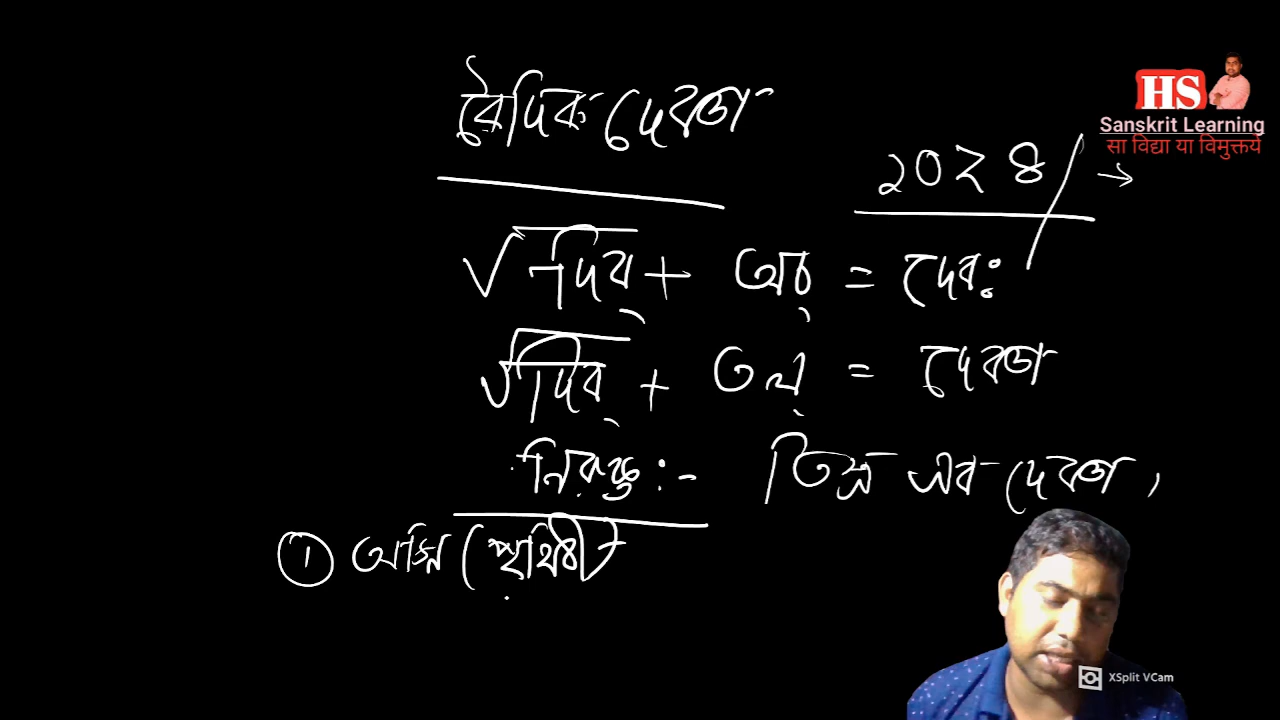 বৈদিক দেবতা
HS
Sanskrit Learning
सा विद्या या विमुक्तये
২০২৪ / →
√দিব্ + অচ্ = দেবঃ
√দিব্ + তল্ = দেবতা
নিরুক্ত :- তিস্র এব দেবতা,
① অগ্নি (পৃথিবী
XSplit VCam